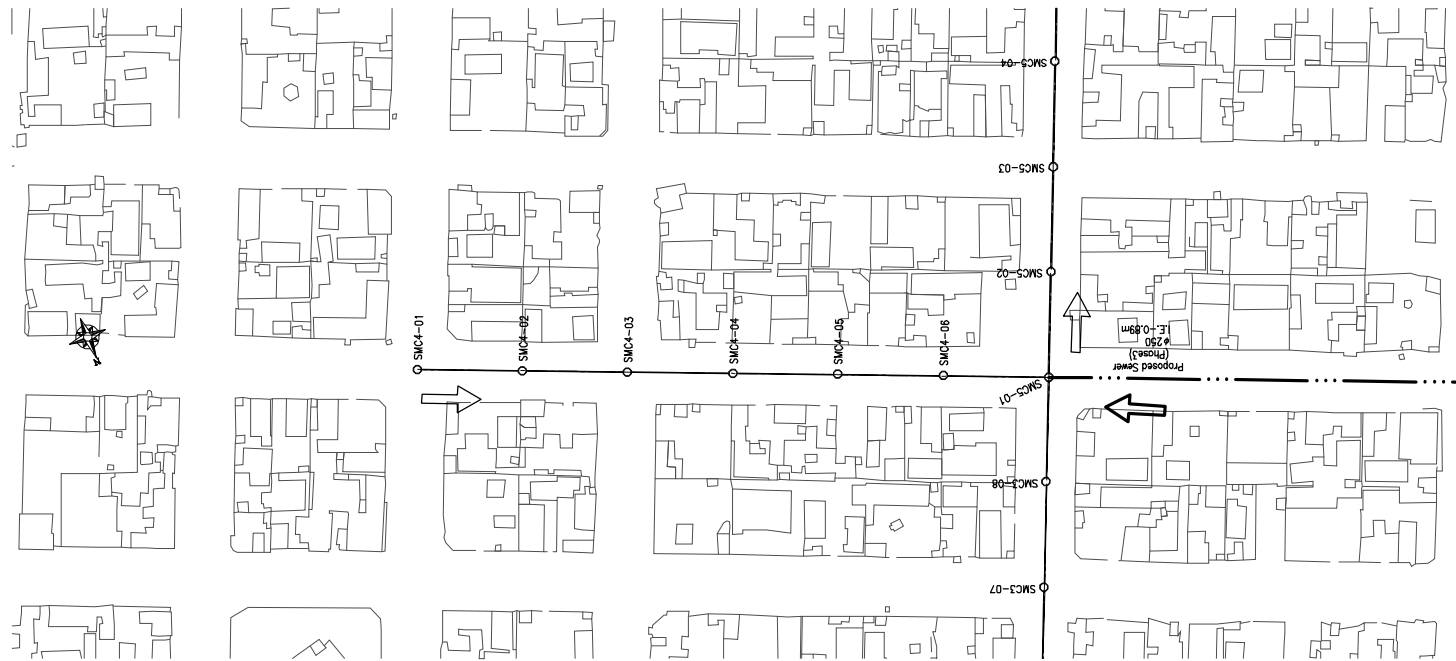 SMC5-04
SMC5-03
SMC5-02
SMC4-01
SMC4-02
SMC4-03
SMC4-04
SMC4-05
SMC4-06
SMC5-01
Proposed Sewer
(Phase3)
ø250
I.E.-0.89m
SMC3-08
SMC3-07
N